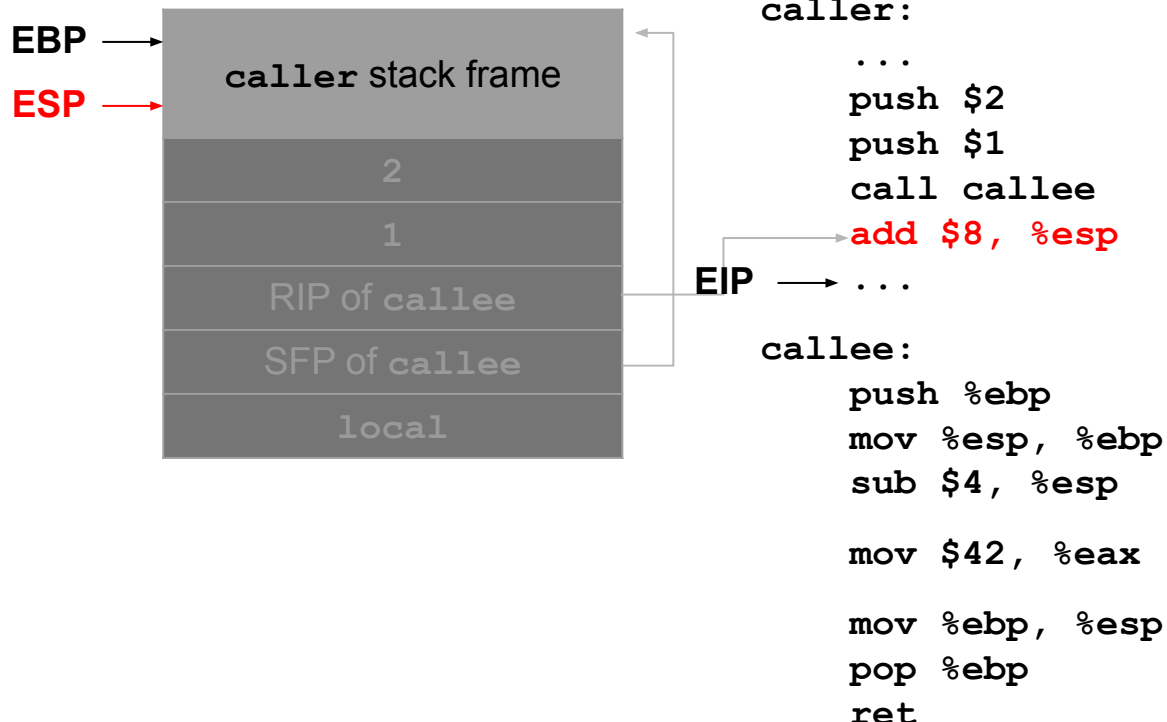 EBP
ESP
caller stack frame
2
1
RIP of callee
SFP of callee
local
caller:
...
push $2
push $1
call callee
add $8, %esp
EIP ...
callee:
push %ebp
mov %esp, %ebp
sub $4, %esp
mov $42, %eax
mov %ebp, %esp
pop %ebp
ret